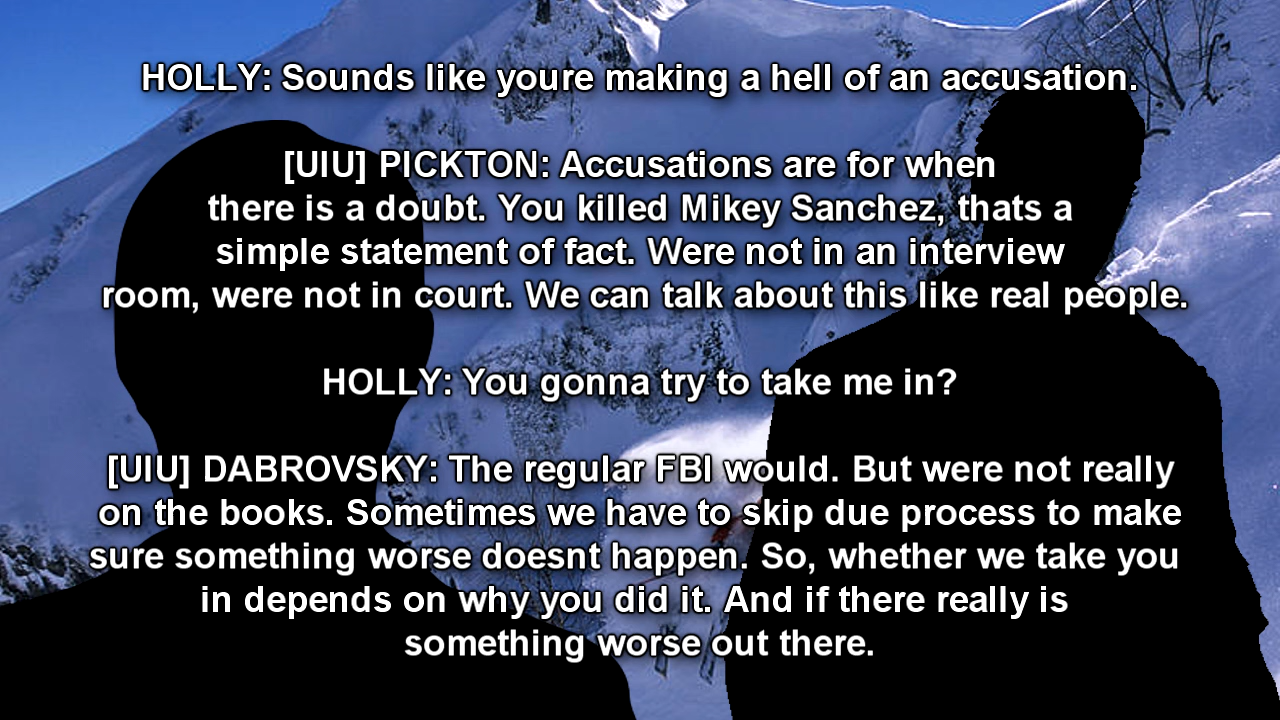 HOLLY: Sounds like youre making a hell of an accusation.
[UIU] PICKTON: Accusations are for when
there is a doubt. You killed Mikey Sanchez, thats a
simple statement of fact. Were not in an interview
room, were not in court. We can talk about this like real people.
HOLLY: You gonna try to take me in?
[UIU] DABROVSKY: The regular FBI would. But were not really
on the books. Sometimes we have to skip due process to make
sure something worse doesnt happen. So, whether we take you
in depends on why you did it. And if there really is
something worse out there.